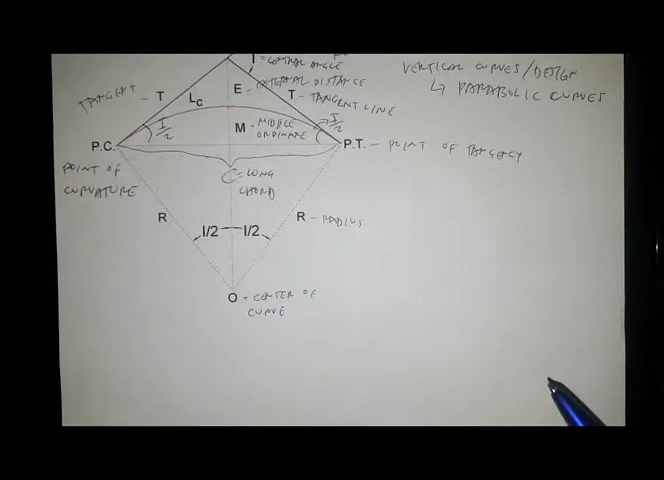 I = CENTRAL ANGLE
VERTICAL CURVES/DESIGN
↳ PARABOLIC CURVES
E = EXTERNAL DISTANCE
TANGENT - T
Lc
T - TANGENT LINE
I/2
M - MIDDLE
ORDINATE
I/2
P.C.
P.T. - POINT OF TANGENCY
POINT OF
CURVATURE
C = LONG
CHORD
R
R - RADIUS
I/2
I/2
O - CENTER OF
CURVE